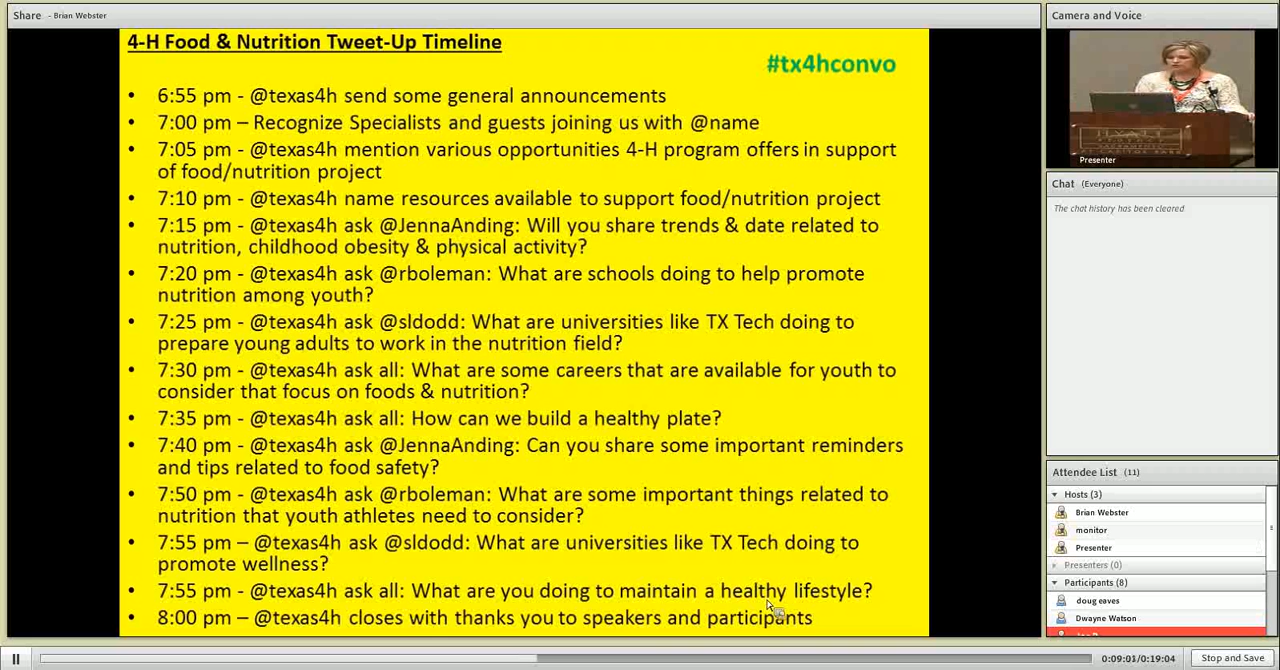 Share - Brian Webster
4-H Food & Nutrition Tweet-Up Timeline
#tx4hconvo
• 6:55 pm - @texas4h send some general announcements
• 7:00 pm – Recognize Specialists and guests joining us with @name
• 7:05 pm - @texas4h mention various opportunities 4-H program offers in support
of food/nutrition project
• 7:10 pm - @texas4h name resources available to support food/nutrition project
• 7:15 pm - @texas4h ask @JennaAnding: Will you share trends & date related to
nutrition, childhood obesity & physical activity?
• 7:20 pm - @texas4h ask @rboleman: What are schools doing to help promote
nutrition among youth?
• 7:25 pm - @texas4h ask @sldodd: What are universities like TX Tech doing to
prepare young adults to work in the nutrition field?
• 7:30 pm - @texas4h ask all: What are some careers that are available for youth to
consider that focus on foods & nutrition?
• 7:35 pm - @texas4h ask all: How can we build a healthy plate?
• 7:40 pm - @texas4h ask @JennaAnding: Can you share some important reminders
and tips related to food safety?
• 7:50 pm - @texas4h ask @rboleman: What are some important things related to
nutrition that youth athletes need to consider?
• 7:55 pm – @texas4h ask @sldodd: What are universities like TX Tech doing to
promote wellness?
• 7:55 pm - @texas4h ask all: What are you doing to maintain a healthy lifestyle?
• 8:00 pm – @texas4h closes with thanks you to speakers and participants
Camera and Voice
HYATT
Presenter
Chat (Everyone)
The chat history has been cleared
Attendee List (11)
Hosts (3)
Brian Webster
monitor
Presenter
Presenters (0)
Participants (8)
doug eaves
Dwayne Watson
0:09:01/0:19:04
Stop and Save